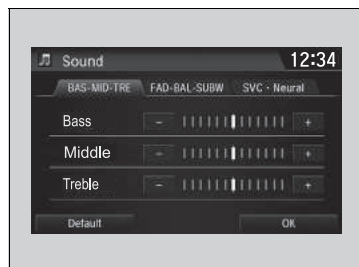 Sound 12:34
BAS-MID-TRE FAD-BAL-SUBW SVC · Neural
Bass - +
Middle - +
Treble - +
Default OK